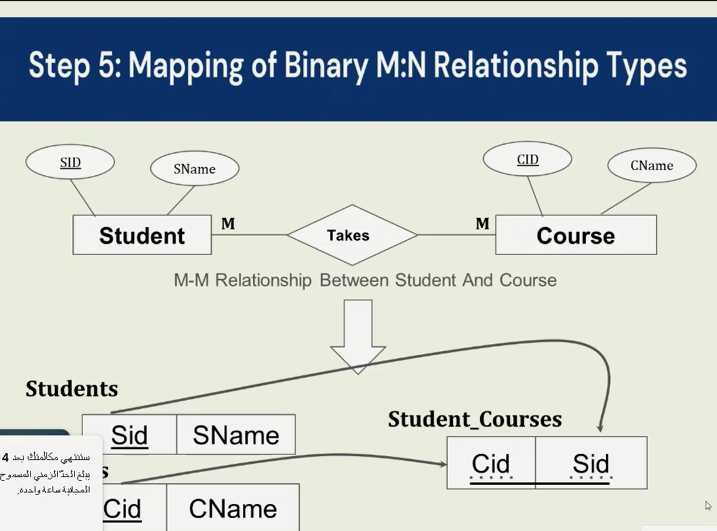 Step 5: Mapping of Binary M:N Relationship Types
SID
SName
CID
CName
Student
M
Takes
M
Course
M-M Relationship Between Student And Course
Students
Sid
SName
Student_Courses
Cid
Sid
s
Cid
CName
ستنتهي مكالمتك بعد 4
يبلغ الحدّ الزمني المسموح
المجانية ساعة واحدة.